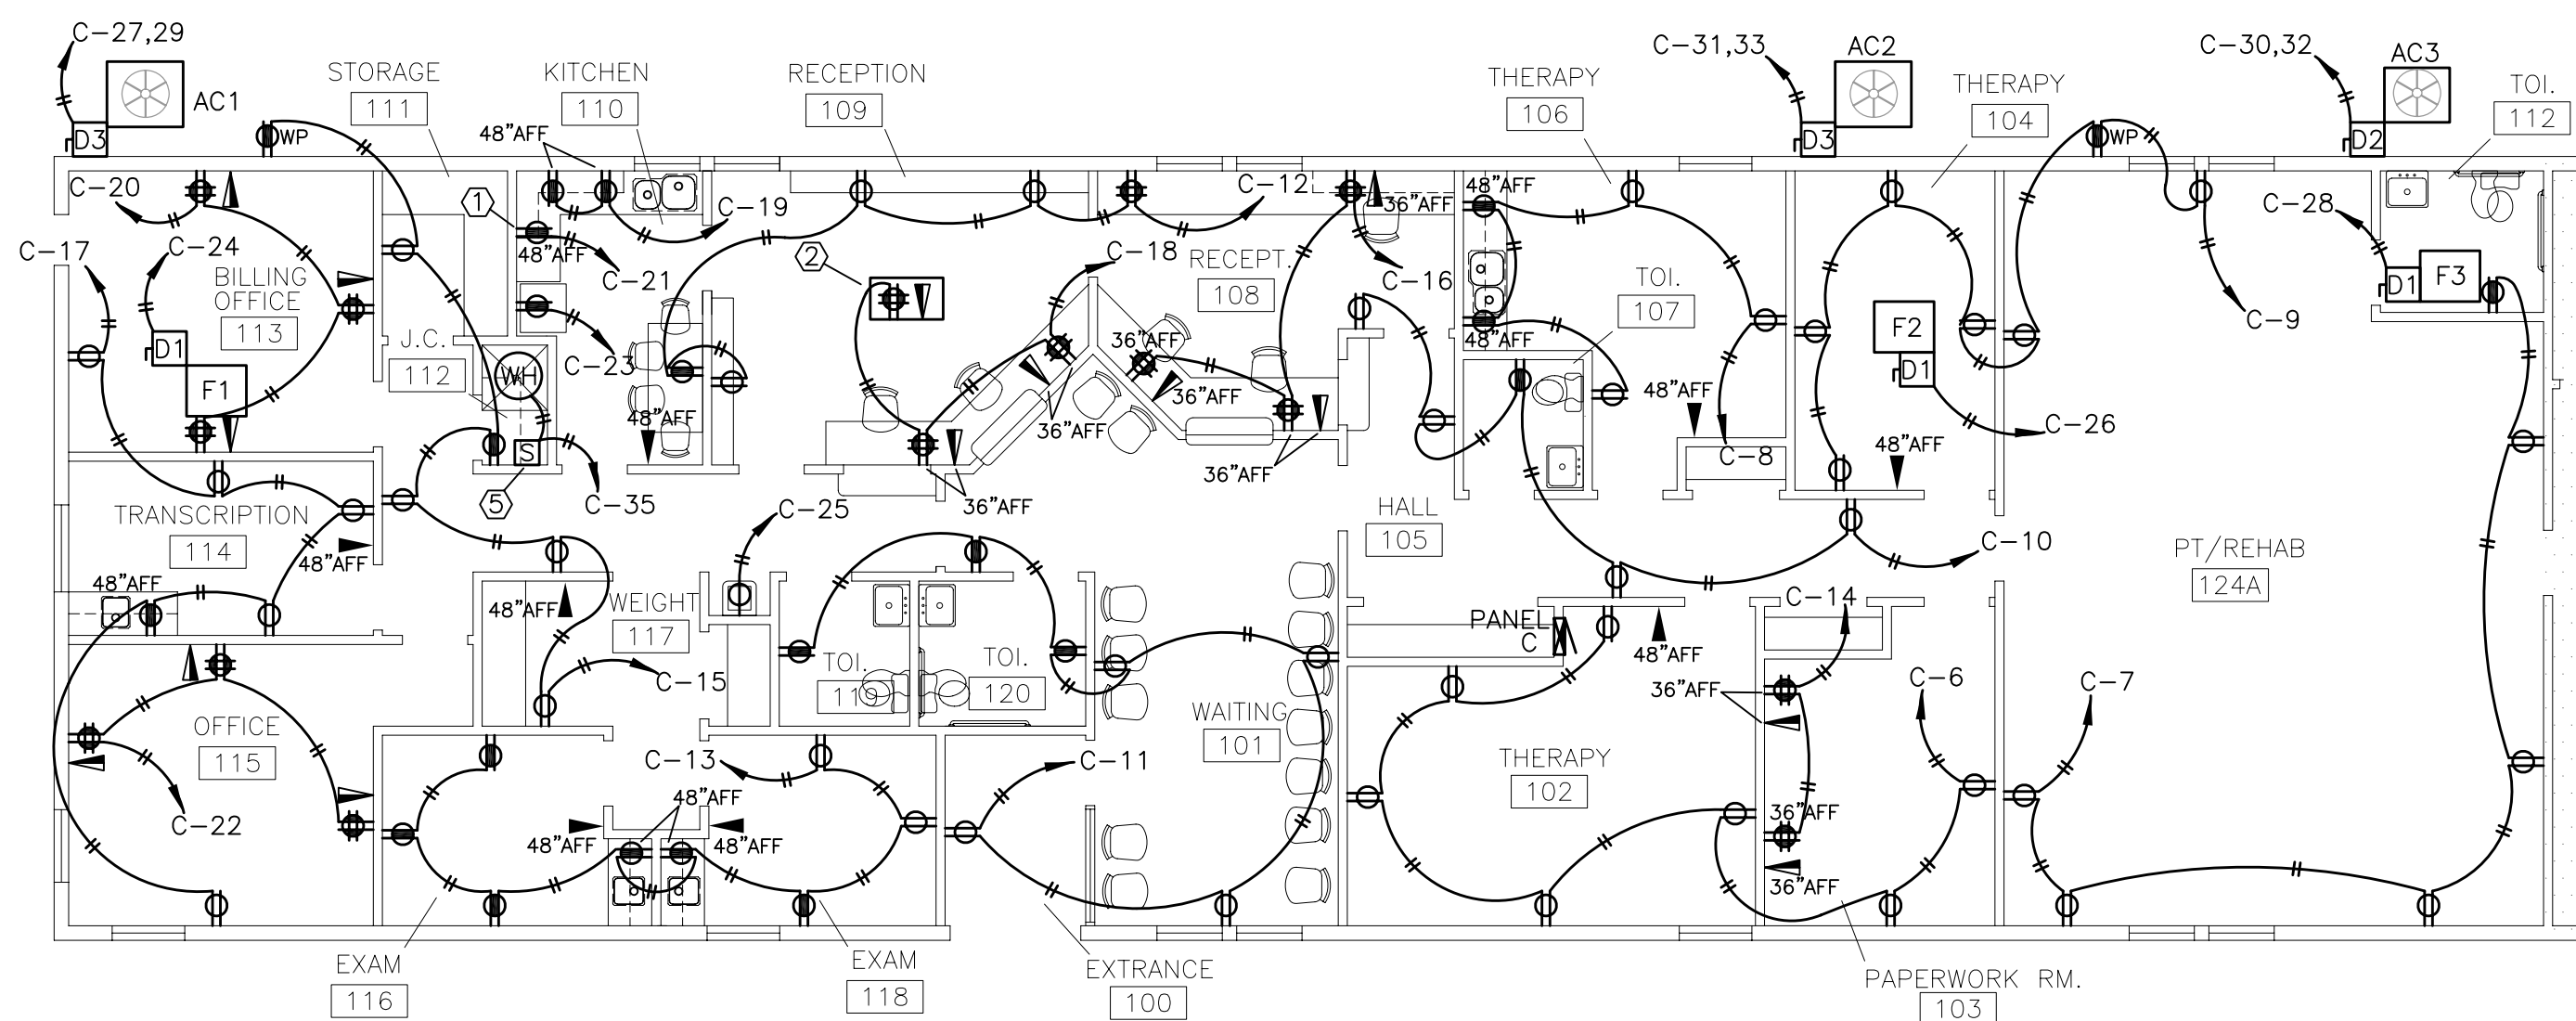 C-27,29
AC1
D3
WP
STORAGE
111
KITCHEN
110
48"AFF
RECEPTION
109
C-31,33
AC2
D3
THERAPY
106
THERAPY
104
WP
C-30,32
AC3
D2
TOI.
112
C-20
C-17
C-24
BILLING
OFFICE
113
D1
F1
1
48"AFF
C-21
C-19
C-23
J.C.
112
WH
S
5
C-35
48"AFF
2
C-18
RECEPT.
108
C-12
36"AFF
C-16
36"AFF
36"AFF
36"AFF
36"AFF
36"AFF
48"AFF
48"AFF
TOI.
107
48"AFF
C-8
F2
D1
C-26
48"AFF
C-9
C-28
D1
F3
TRANSCRIPTION
114
48"AFF
48"AFF
C-25
HALL
105
C-10
PT/REHAB
124A
48"AFF
WEIGHT
117
C-15
TOI.
119
TOI.
120
PANEL
C
48"AFF
C-14
36"AFF
C-6
C-7
OFFICE
115
C-22
C-13
48"AFF
48"AFF
48"AFF
C-11
WAITING
101
THERAPY
102
36"AFF
36"AFF
EXAM
116
EXAM
118
EXTRANCE
100
PAPERWORK RM.
103